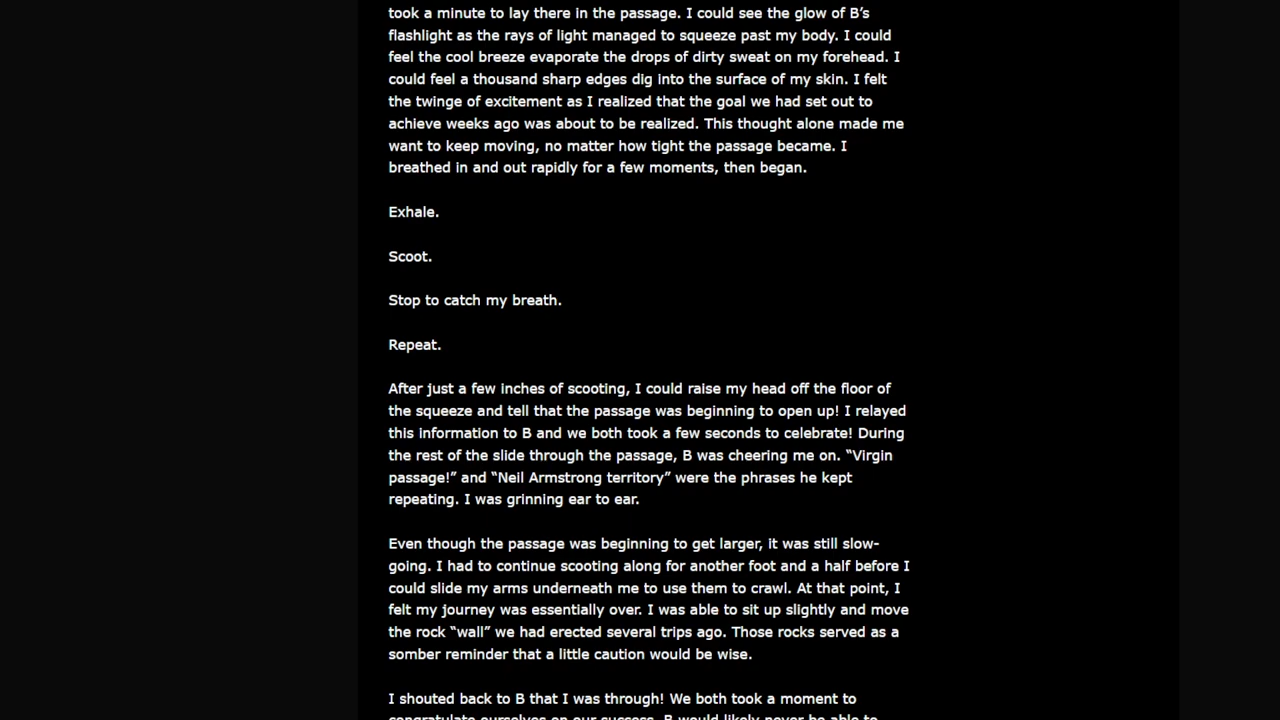 took a minute to lay there in the passage. I could see the glow of B’s
flashlight as the rays of light managed to squeeze past my body. I could
feel the cool breeze evaporate the drops of dirty sweat on my forehead. I
could feel a thousand sharp edges dig into the surface of my skin. I felt
the twinge of excitement as I realized that the goal we had set out to
achieve weeks ago was about to be realized. This thought alone made me
want to keep moving, no matter how tight the passage became. I
breathed in and out rapidly for a few moments, then began.
Exhale.
Scoot.
Stop to catch my breath.
Repeat.
After just a few inches of scooting, I could raise my head off the floor of
the squeeze and tell that the passage was beginning to open up! I relayed
this information to B and we both took a few seconds to celebrate! During
the rest of the slide through the passage, B was cheering me on. “Virgin
passage!” and “Neil Armstrong territory” were the phrases he kept
repeating. I was grinning ear to ear.
Even though the passage was beginning to get larger, it was still slow-
going. I had to continue scooting along for another foot and a half before I
could slide my arms underneath me to use them to crawl. At that point, I
felt my journey was essentially over. I was able to sit up slightly and move
the rock “wall” we had erected several trips ago. Those rocks served as a
somber reminder that a little caution would be wise.
I shouted back to B that I was through! We both took a moment to
congratulate ourselves on our success. B would likely never be able to